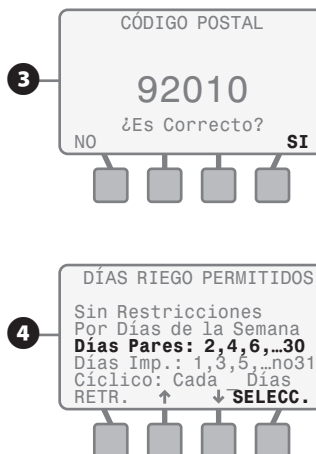 3
CÓDIGO POSTAL
92010
¿Es Correcto?
NO SI
4
DÍAS RIEGO PERMITIDOS
Sin Restricciones
Por Días de la Semana
Días Pares: 2,4,6,…30
Días Imp.: 1,3,5,…no31
Cíclico: Cada _ Días
RETR. ↑ ↓ SELECC.